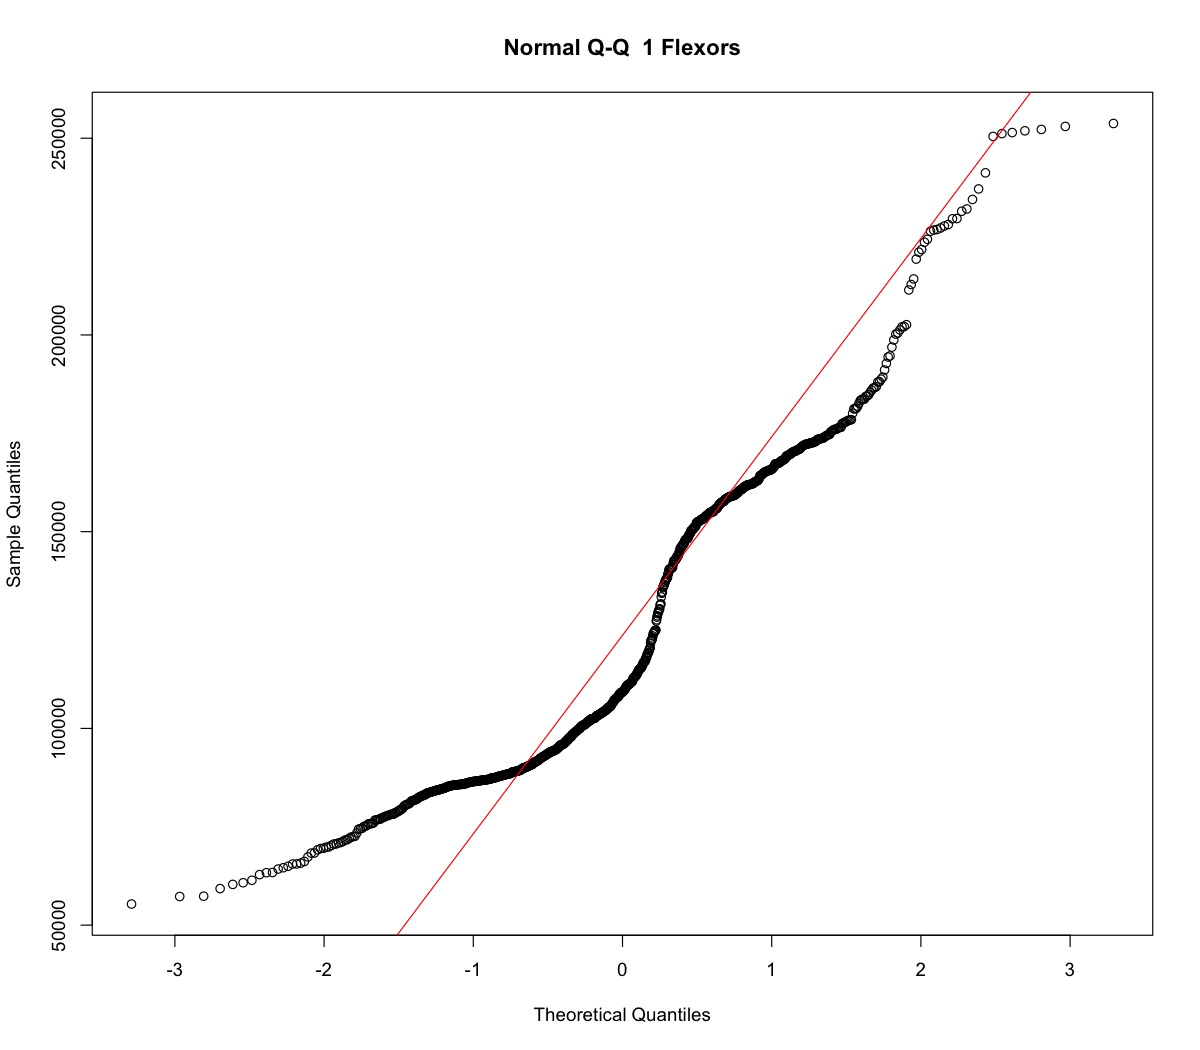 Normal Q-Q  1 Flexors
Sample Quantiles
250000
200000
150000
100000
50000
-3 -2 -1 0 1 2 3
Theoretical Quantiles